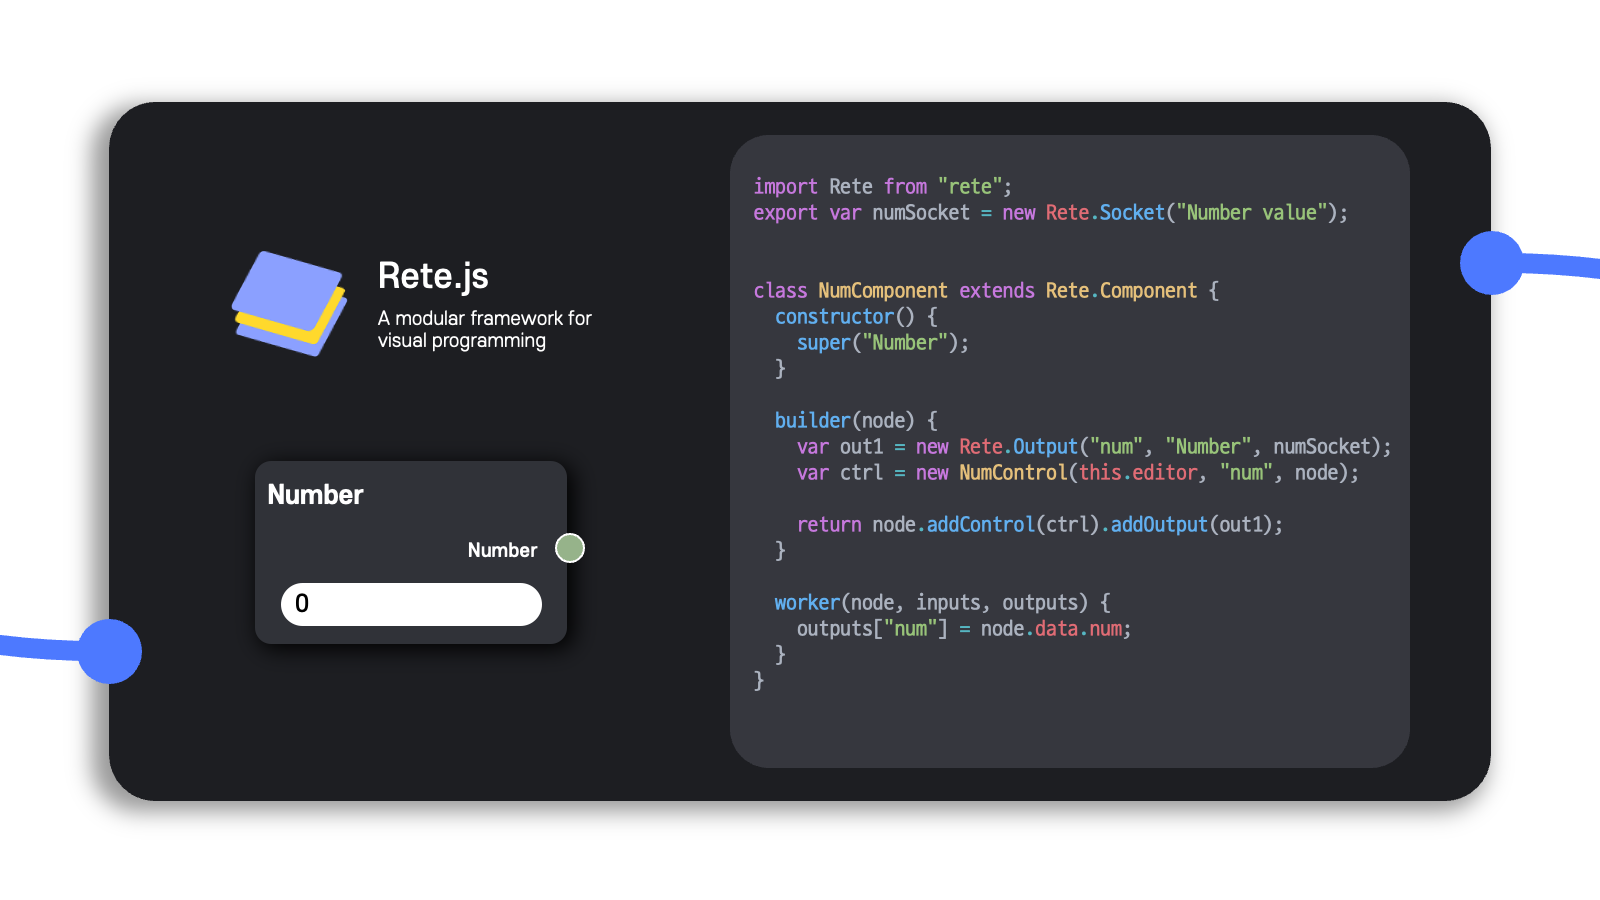 Rete.js
A modular framework for
visual programming
Number
Number
0
import Rete from "rete";
export var numSocket = new Rete.Socket("Number value");
class NumComponent extends Rete.Component {
  constructor() {
    super("Number");
  }
  builder(node) {
    var out1 = new Rete.Output("num", "Number", numSocket);
    var ctrl = new NumControl(this.editor, "num", node);
    return node.addControl(ctrl).addOutput(out1);
  }
  worker(node, inputs, outputs) {
    outputs["num"] = node.data.num;
  }
}